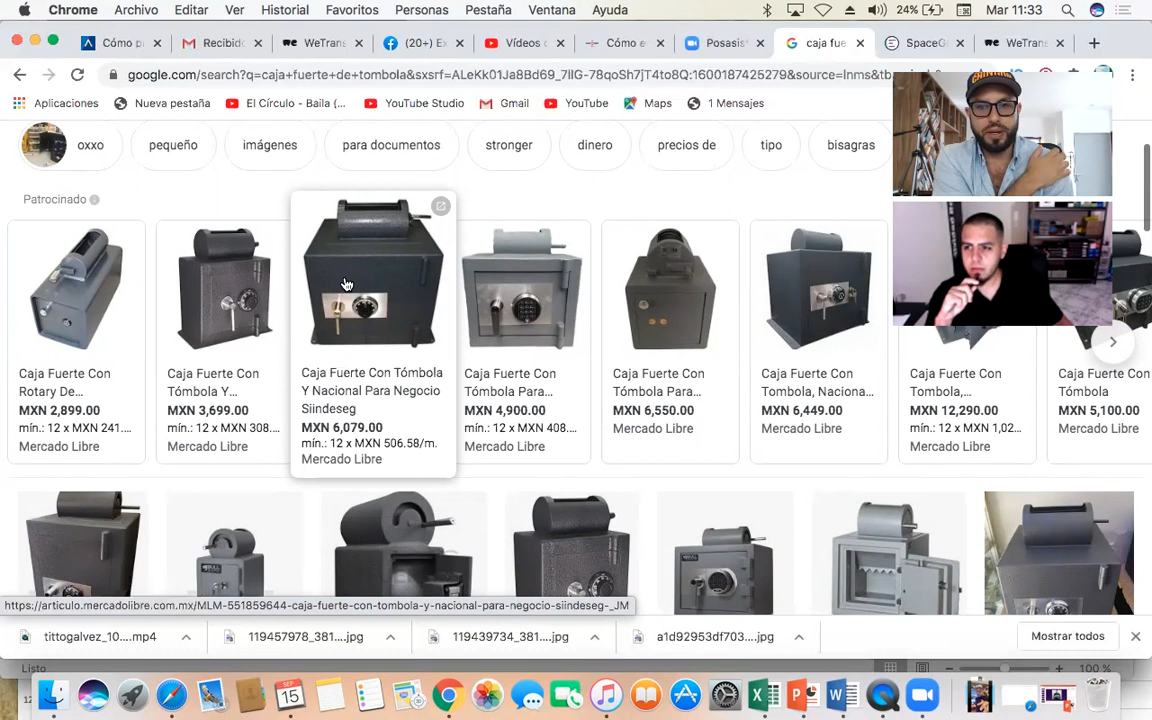 Chrome Archivo Editar Ver Historial Favoritos Personas Pestaña Ventana Ayuda 24% Mar 11:33
Cómo p Recibid WeTrans (20+) Ex Vídeos c Cómo e Posasis caja fue SpaceG WeTrans
google.com/search?q=caja+fuerte+de+tombola&sxsrf=ALeKk01Ja8Bd69_7lIG-78qoSh7jT4to8Q:1600187425279&source=lnms&tb
Aplicaciones Nueva pestaña El Círculo - Baila (... YouTube Studio Gmail YouTube Maps 1 Mensajes
oxxo pequeño imágenes para documentos stronger dinero precios de tipo bisagras
Patrocinado
Caja Fuerte Con Rotary De...
MXN 2,899.00
mín.: 12 x MXN 241....
Mercado Libre
Caja Fuerte Con Tómbola Y...
MXN 3,699.00
mín.: 12 x MXN 308....
Mercado Libre
Caja Fuerte Con Tómbola
Y Nacional Para Negocio
Siindeseg
MXN 6,079.00
mín.: 12 x MXN 506.58/m.
Mercado Libre
Caja Fuerte Con
Tómbola Para...
MXN 4,900.00
mín.: 12 x MXN 408....
Mercado Libre
Caja Fuerte Con
Tómbola Para...
MXN 6,550.00
Mercado Libre
Caja Fuerte Con
Tómbola, Naciona...
MXN 6,449.00
Mercado Libre
Caja Fuerte Con
Tombola,...
MXN 12,290.00
mín.: 12 x MXN 1,02...
Mercado Libre
Caja Fuerte Con
Tómbola
MXN 5,100.00
Mercado Libre
https://articulo.mercadolibre.com.mx/MLM-551859644-caja-fuerte-con-tombola-y-nacional-para-negocio-siindeseg-_JM
tittogalvez_10....mp4 119457978_381....jpg 119439734_381....jpg a1d92953df703....jpg Mostrar todos
Listo 100 %
SEP
15